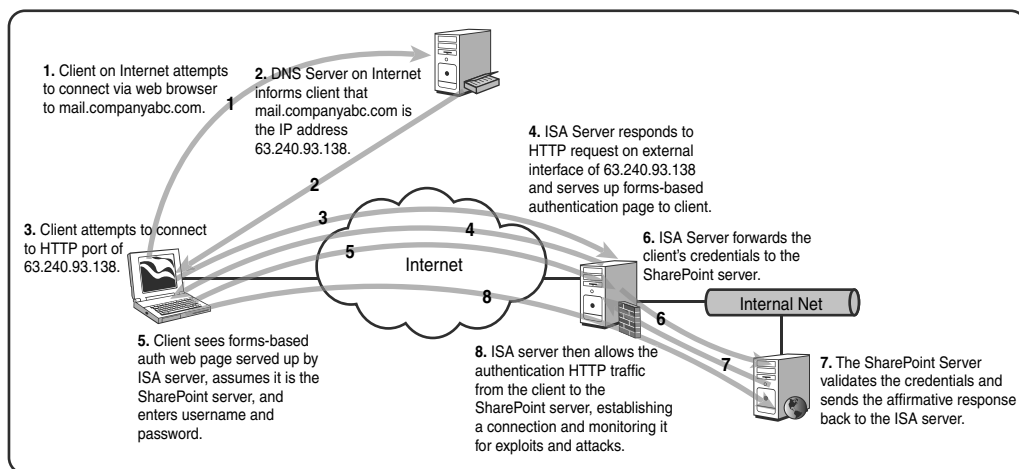 1. Client on Internet attempts
to connect via web browser
to mail.companyabc.com.
1
2. DNS Server on Internet
informs client that
mail.companyabc.com is
the IP address
63.240.93.138.
2
3. Client attempts to connect
to HTTP port of
63.240.93.138.
3
4
5
Internet
8
4. ISA Server responds to
HTTP request on external
interface of 63.240.93.138
and serves up forms-based
authentication page to client.
6. ISA Server forwards the
client's credentials to the
SharePoint server.
Internal Net
6
7
5. Client sees forms-based
auth web page served up by
ISA server, assumes it is the
SharePoint server, and
enters username and
password.
8. ISA server then allows the
authentication HTTP traffic
from the client to the
SharePoint server, establishing
a connection and monitoring it
for exploits and attacks.
7. The SharePoint Server
validates the credentials and
sends the affirmative response
back to the ISA server.